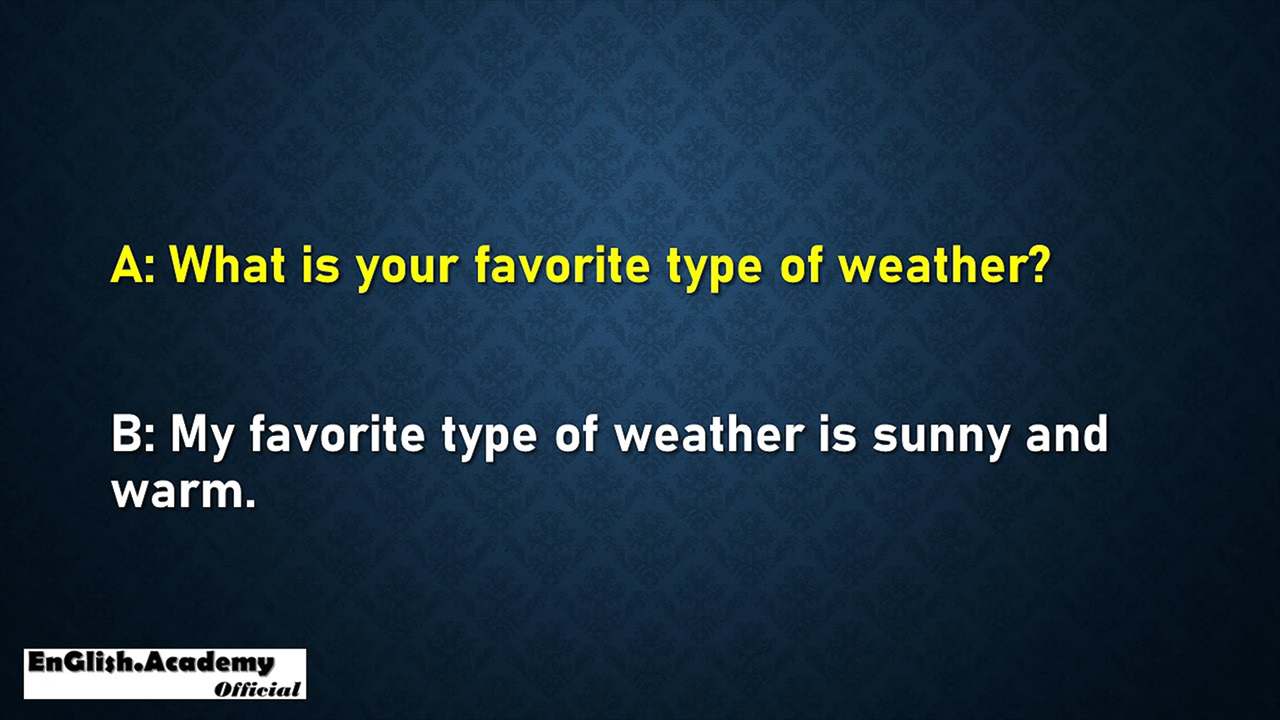 A: What is your favorite type of weather?
B: My favorite type of weather is sunny and
warm.
EnGlish.Academy
Official